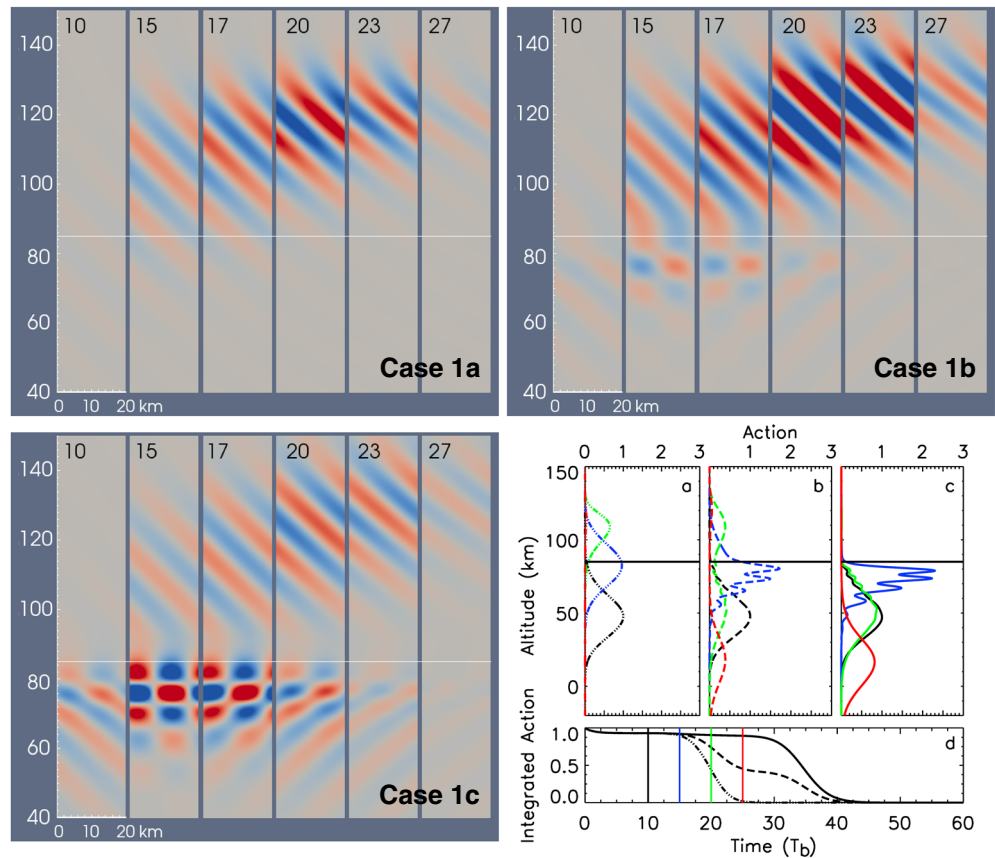 10 15 17 20 23 27
140
120
100
80
60
40
Case 1a
0 10 20 km
10 15 17 20 23 27
140
120
100
80
60
40
Case 1b
0 10 20 km
10 15 17 20 23 27
140
120
100
80
60
40
Case 1c
0 10 20 km
Action
0 1 2 3 1 2 3 1 2 3
150
100
50
0
Altitude (km)
a b c
Integrated Action
1.0
0.5
0.0
d
0 10 20 30 40 50 60
Time (Tb)